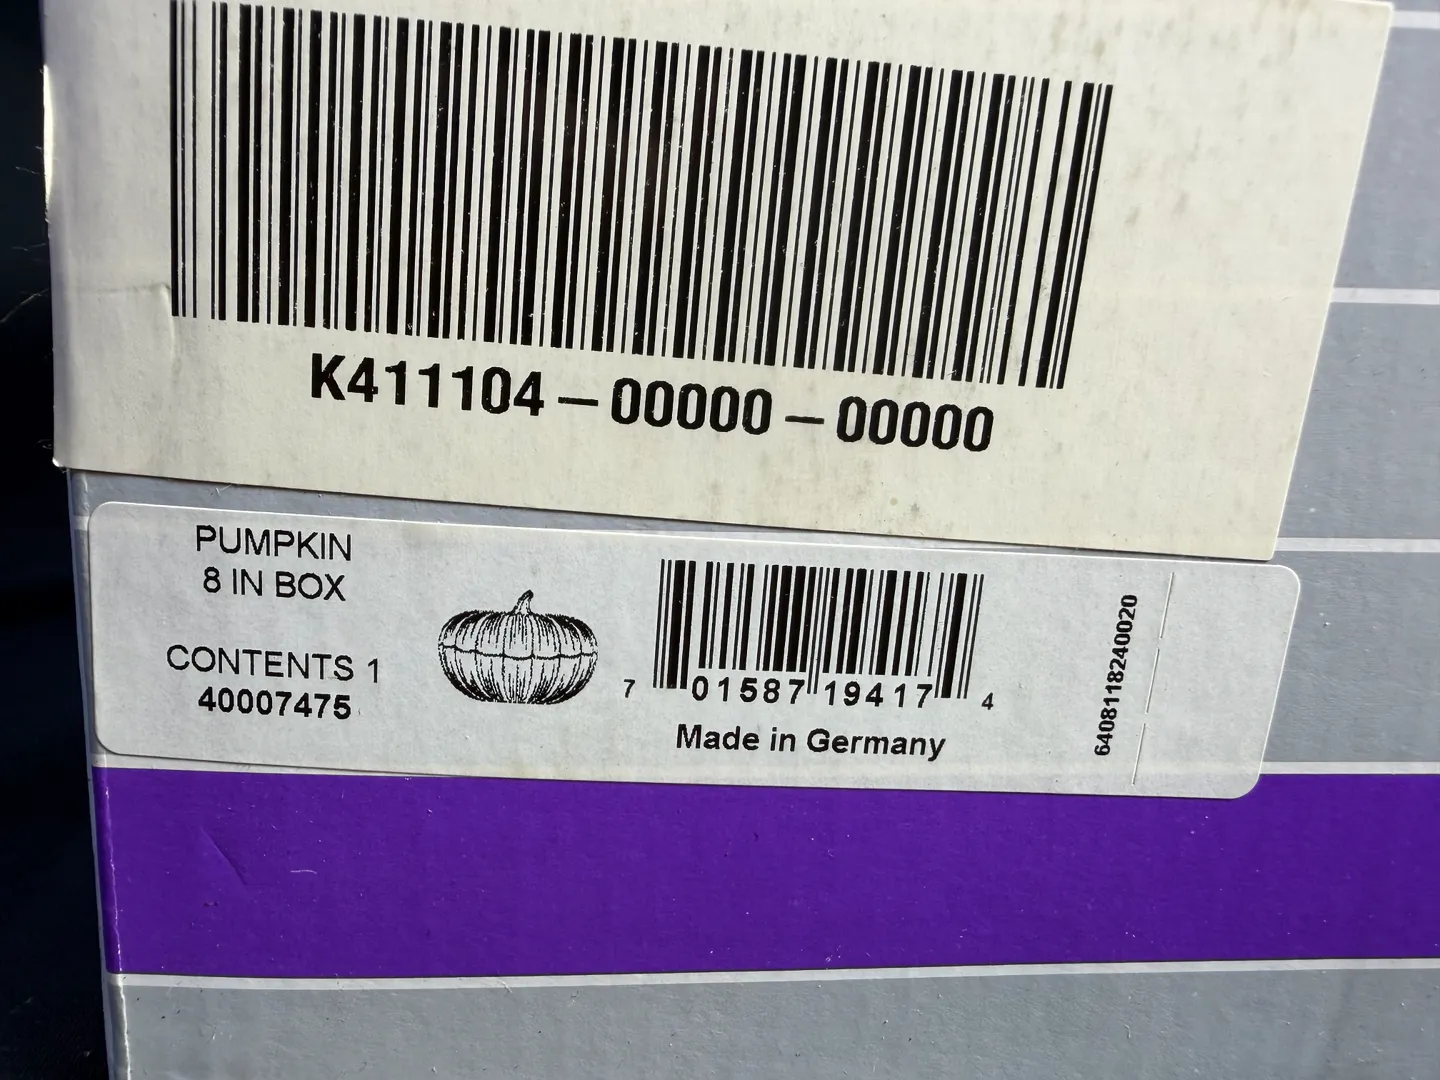 K411104-00000-00000
PUMPKIN
8 IN BOX
CONTENTS 1
40007475
7 01587 19417 4
Made in Germany
6408118240020